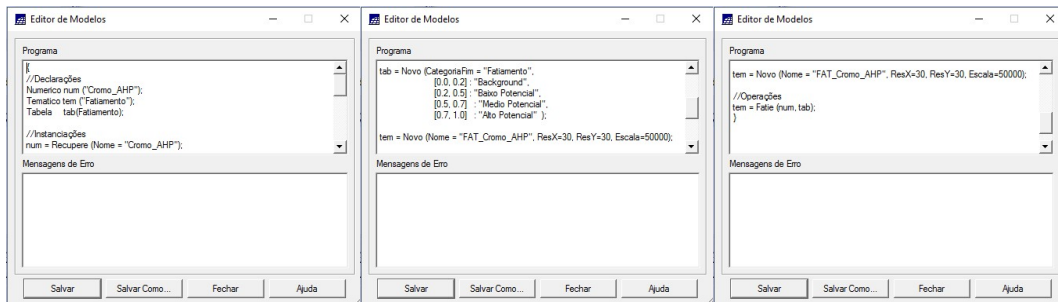 Editor de Modelos
Programa
{
//Declarações
Numerico num ("Cromo_AHP");
Tematico tem ("Fatiamento");
Tabela tab(Fatiamento);
//Instanciações
num = Recupere (Nome = "Cromo_AHP");
Mensagens de Erro
Salvar Salvar Como... Fechar Ajuda
Editor de Modelos
Programa
tab = Novo (CategoriaFim = "Fatiamento",
[0.0, 0.2] : "Background",
[0.2, 0.5] : "Baixo Potencial",
[0.5, 0.7] : "Medio Potencial",
[0.7, 1.0] : "Alto Potencial" );
tem = Novo (Nome = "FAT_Cromo_AHP", ResX=30, ResY=30, Escala=50000);
Mensagens de Erro
Salvar Salvar Como... Fechar Ajuda
Editor de Modelos
Programa
tem = Novo (Nome = "FAT_Cromo_AHP", ResX=30, ResY=30, Escala=50000);
//Operações
tem = Fatie (num, tab);
}
Mensagens de Erro
Salvar Salvar Como... Fechar Ajuda